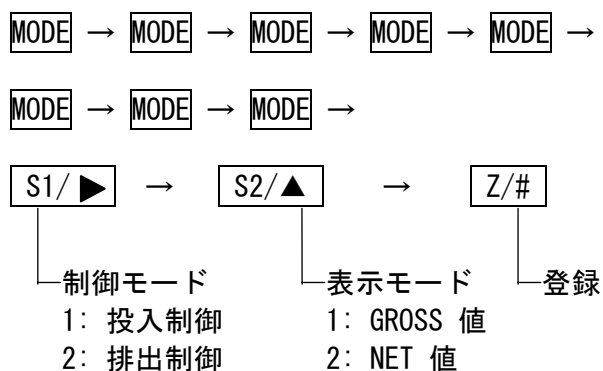 MODE → MODE → MODE → MODE → MODE →
MODE → MODE → MODE →
S1/▶ → S2/▲ → Z/#
制御モード 表示モード 登録
1: 投入制御 1: GROSS 値
2: 排出制御 2: NET 値